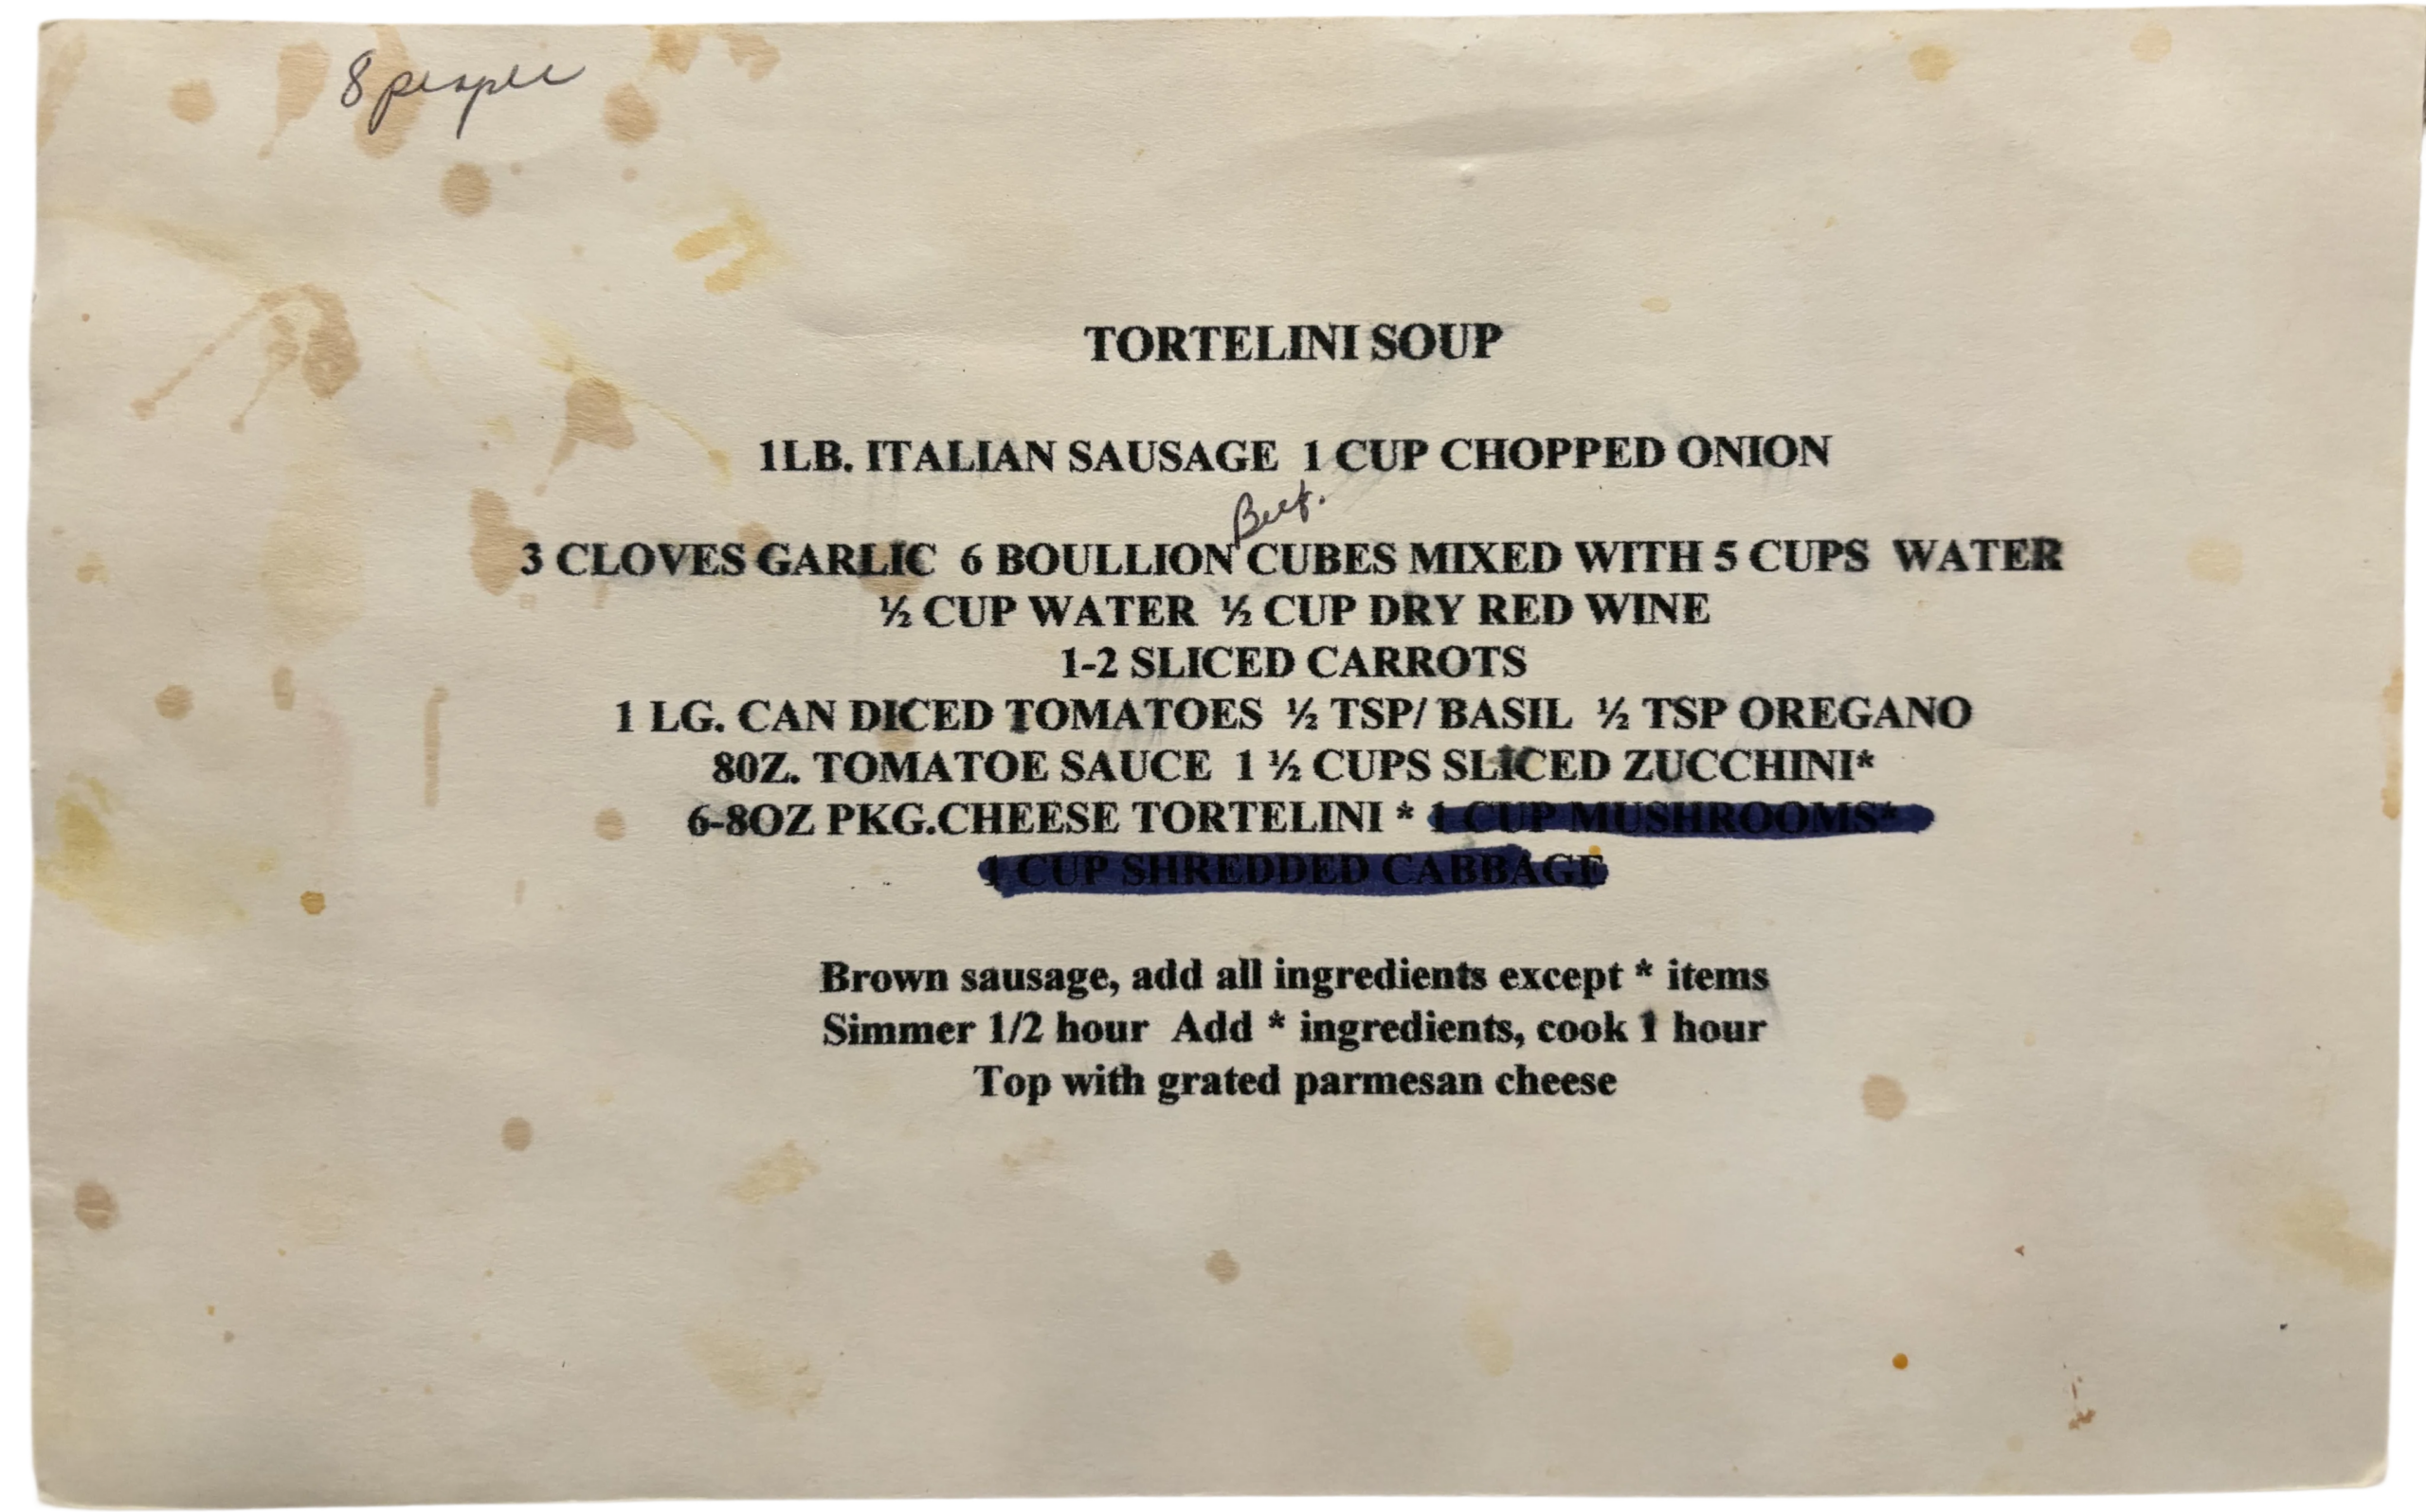 8 people
TORTELINI SOUP
1LB. ITALIAN SAUSAGE 1 CUP CHOPPED ONION
Beef.
3 CLOVES GARLIC 6 BOULLION CUBES MIXED WITH 5 CUPS WATER
½ CUP WATER ½ CUP DRY RED WINE
1-2 SLICED CARROTS
1 LG. CAN DICED TOMATOES ½ TSP/ BASIL ½ TSP OREGANO
8OZ. TOMATOE SAUCE 1 ½ CUPS SLICED ZUCCHINI*
6-8OZ PKG.CHEESE TORTELINI * 1 CUP MUSHROOMS*
1 CUP SHREDDED CABBAGE
Brown sausage, add all ingredients except * items
Simmer 1/2 hour Add * ingredients, cook 1 hour
Top with grated parmesan cheese